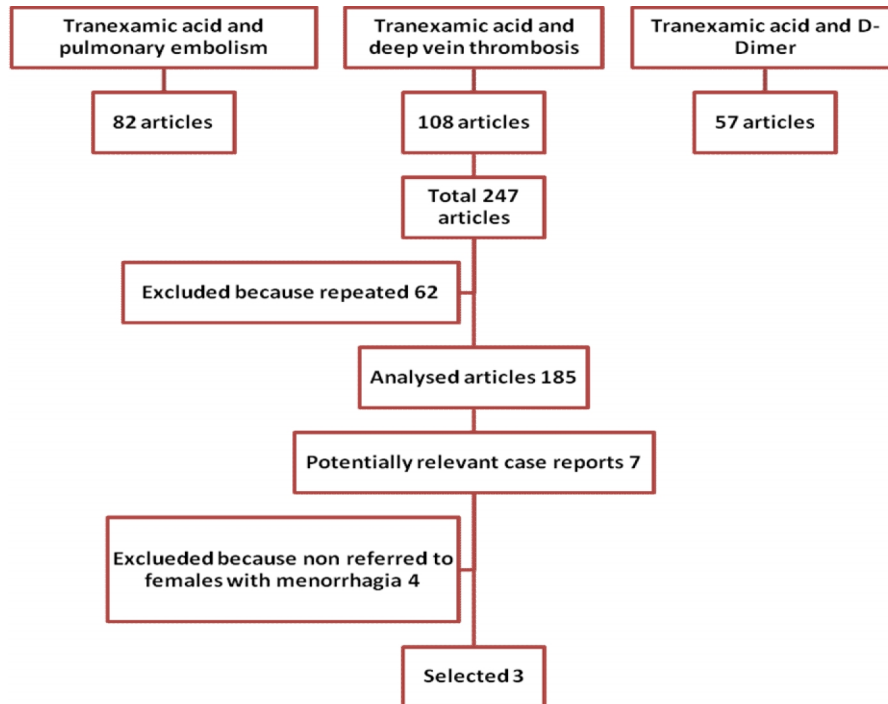 Tranexamic acid and
pulmonary embolism
Tranexamic acid and
deep vein thrombosis
Tranexamic acid and D-
Dimer
82 articles
108 articles
57 articles
Total 247
articles
Excluded because repeated 62
Analysed articles 185
Potentially relevant case reports 7
Exclueded because non referred to
females with menorrhagia 4
Selected 3